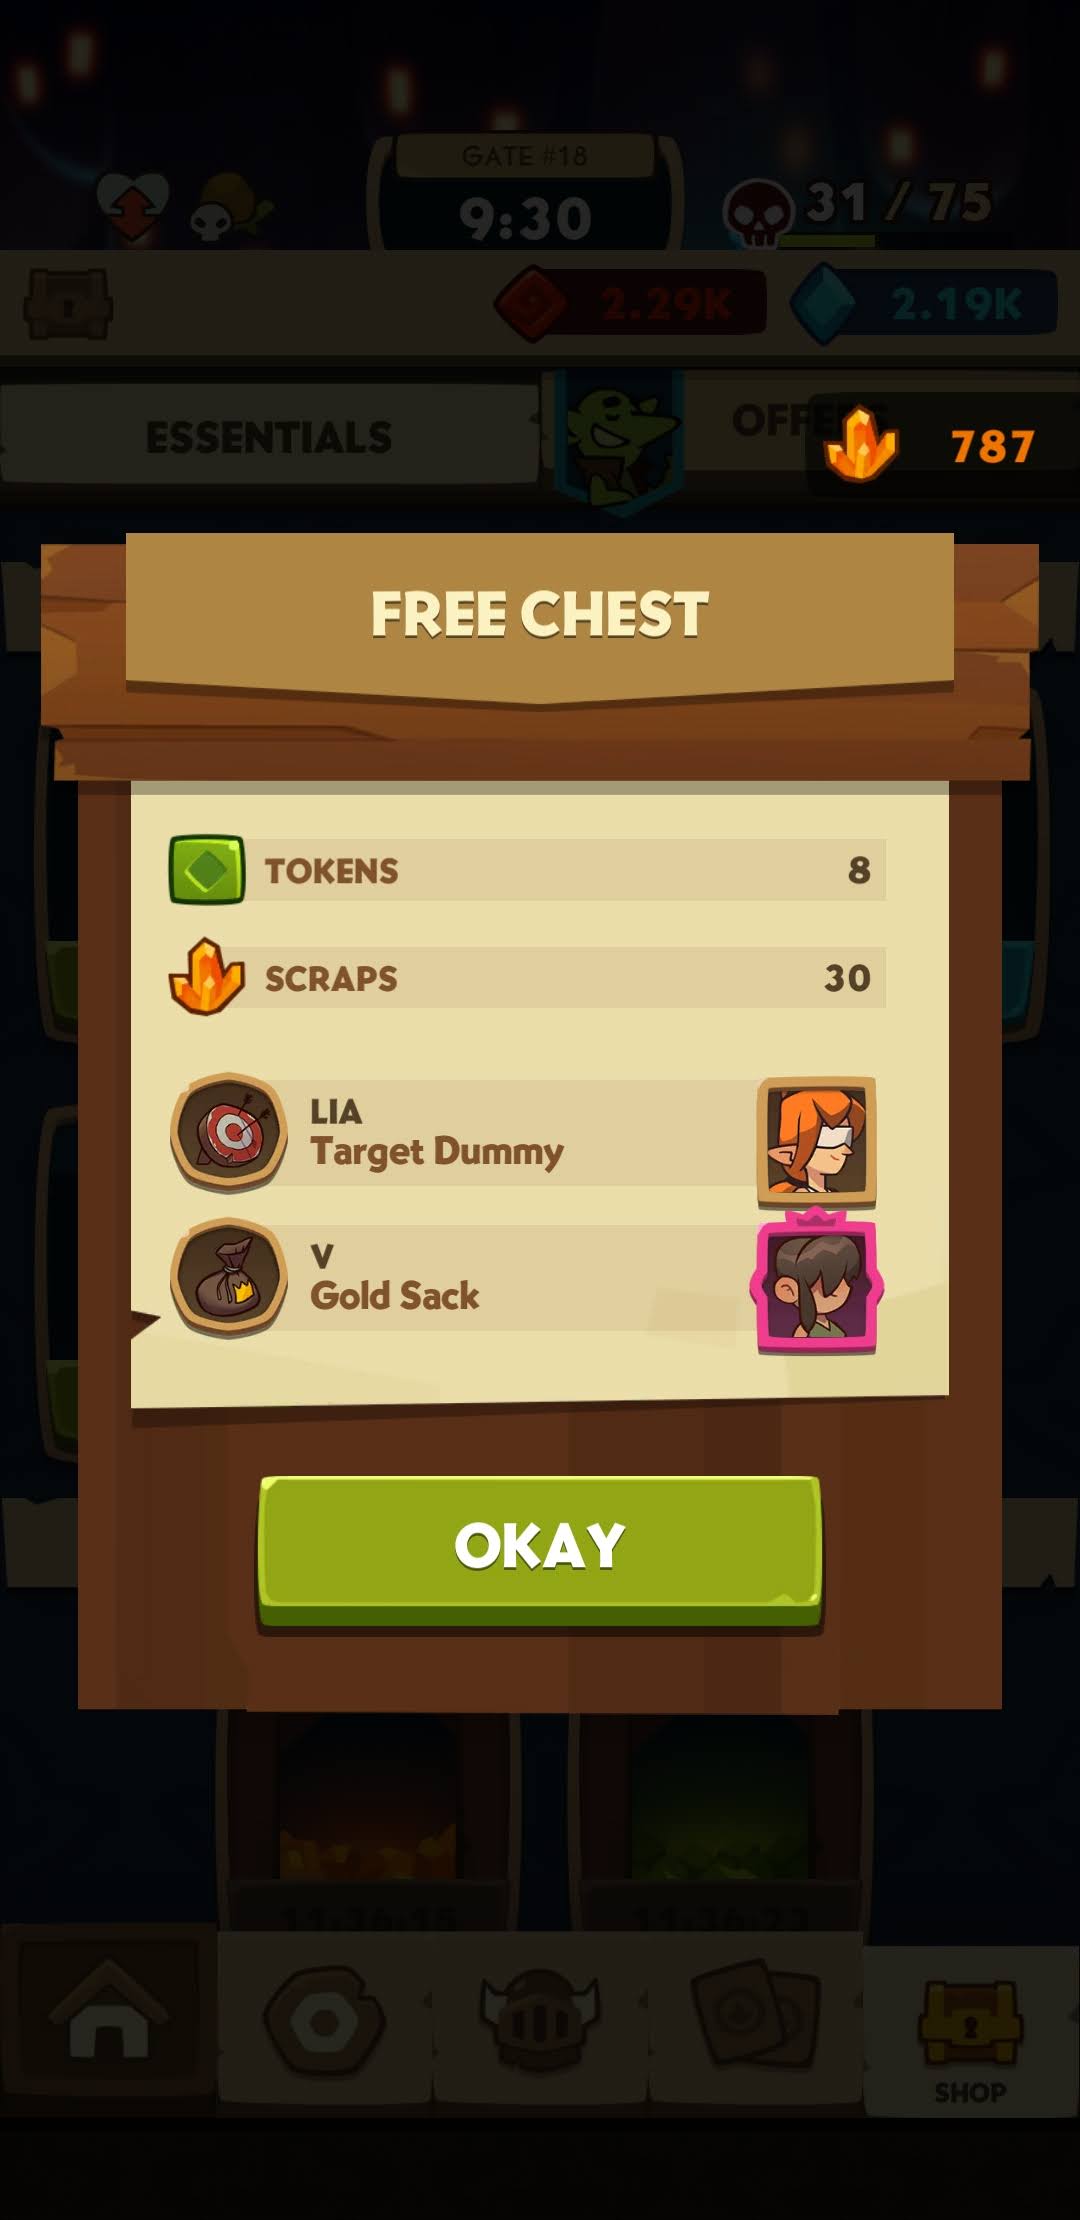 GATE #18
9:30
31 / 75
2.29K
2.19K
ESSENTIALS
787
FREE CHEST
TOKENS
8
SCRAPS
30
LIA
Target Dummy
V
Gold Sack
OKAY
SHOP